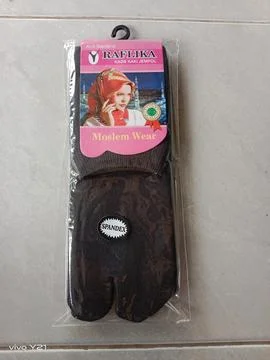 RAFLIKA
KAOS KAKI JEMPOL
Moslem Wear
SPANDEX
vivo Y21